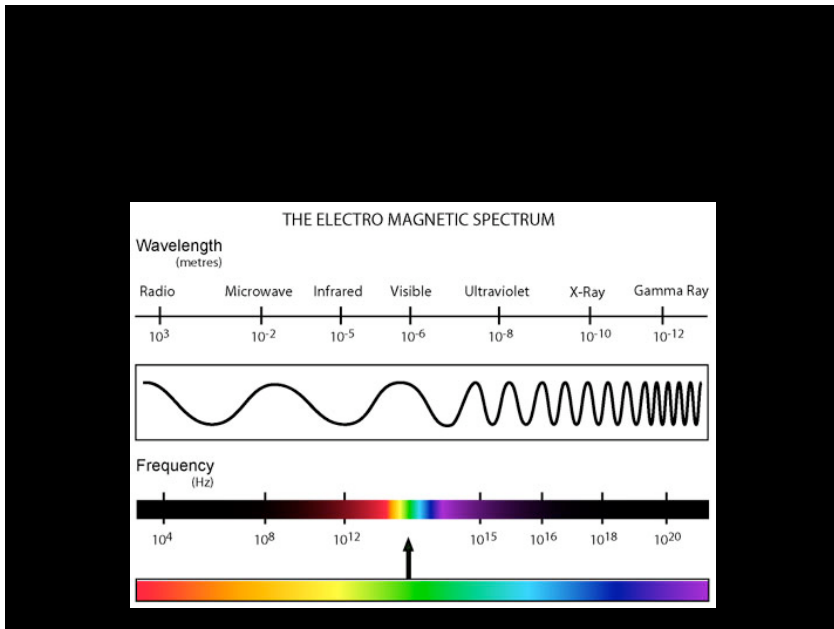 THE ELECTRO MAGNETIC SPECTRUM
Wavelength
(metres)
Radio Microwave Infrared Visible Ultraviolet X-Ray Gamma Ray
10³ 10⁻² 10⁻⁵ 10⁻⁶ 10⁻⁸ 10⁻¹⁰ 10⁻¹²
Frequency
(Hz)
10⁴ 10⁸ 10¹² 10¹⁵ 10¹⁶ 10¹⁸ 10²⁰